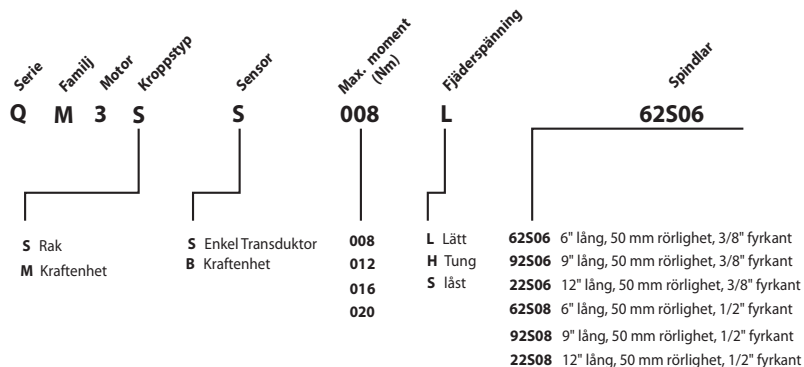 Serie Familj Motor Kroppstyp Sensor Max. moment (Nm) Fjäderspänning Spindlar
Q M 3 S S 008 L 62S06
S Rak
M Kraftenhet
S Enkel Transduktor
B Kraftenhet
008
012
016
020
L Lätt
H Tung
S låst
62S06 6" lång, 50 mm rörlighet, 3/8" fyrkant
92S06 9" lång, 50 mm rörlighet, 3/8" fyrkant
22S06 12" lång, 50 mm rörlighet, 3/8" fyrkant
62S08 6" lång, 50 mm rörlighet, 1/2" fyrkant
92S08 9" lång, 50 mm rörlighet, 1/2" fyrkant
22S08 12" lång, 50 mm rörlighet, 1/2" fyrkant